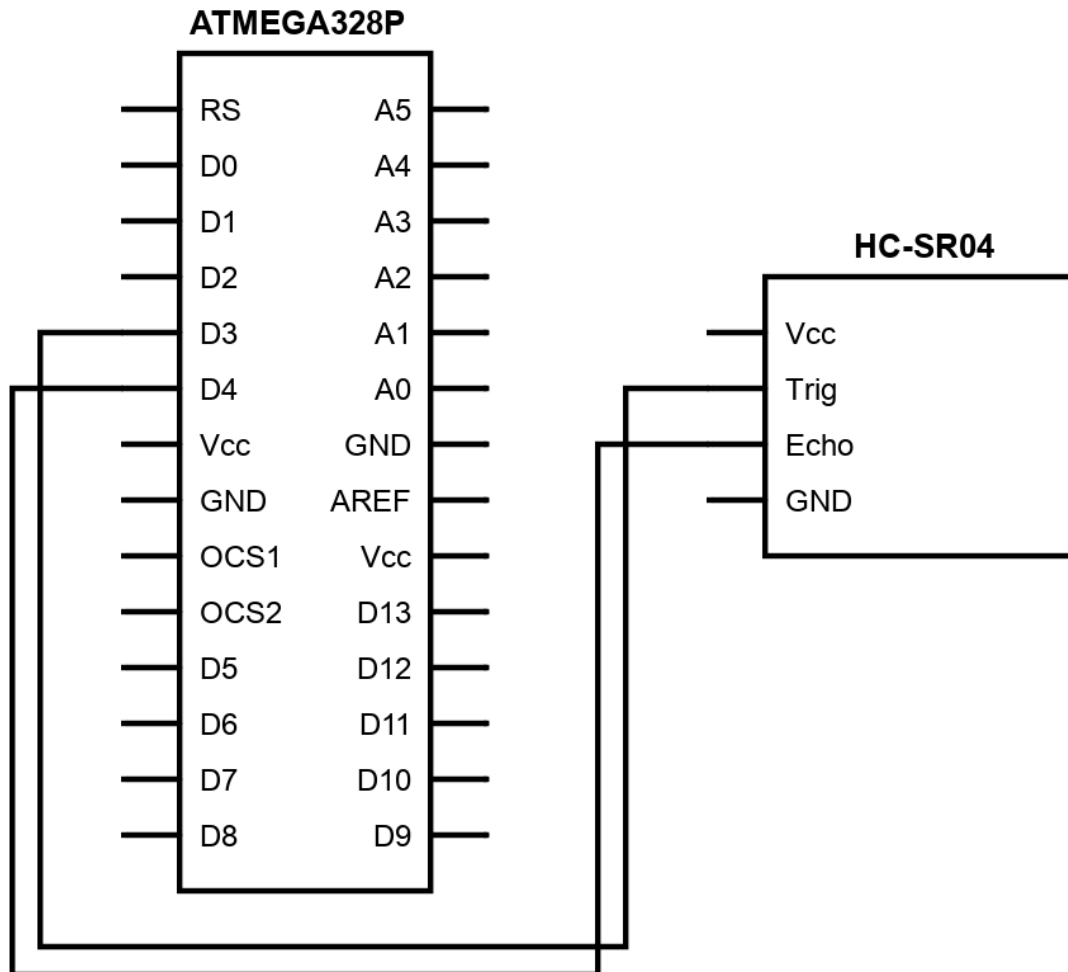 ATMEGA328P
RS A5
D0 A4
D1 A3
D2 A2
D3 A1
D4 A0
Vcc GND
GND AREF
OCS1 Vcc
OCS2 D13
D5 D12
D6 D11
D7 D10
D8 D9
HC-SR04
Vcc
Trig
Echo
GND